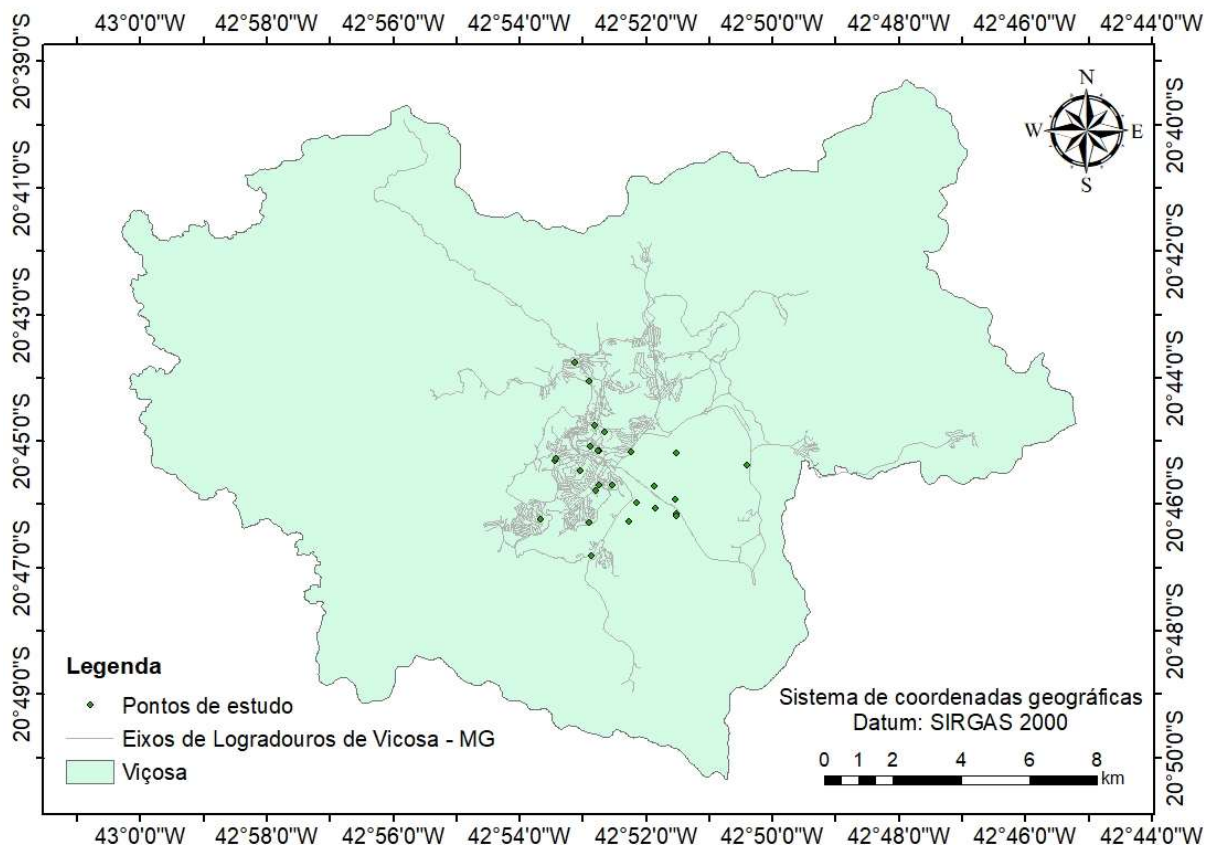 43°0'0"W 42°58'0"W 42°56'0"W 42°54'0"W 42°52'0"W 42°50'0"W 42°48'0"W 42°46'0"W 42°44'0"W
20°39'0"S
20°41'0"S
20°43'0"S
20°45'0"S
20°46'0"S
20°47'0"S
20°49'0"S
N
W E
S
20°40'0"S
20°42'0"S
20°44'0"S
20°46'0"S
20°48'0"S
20°50'0"S
Legenda
Pontos de estudo
Eixos de Logradouros de Vicosa - MG
Viçosa
Sistema de coordenadas geográficas
Datum: SIRGAS 2000
0 1 2 4 6 8
km
43°0'0"W 42°58'0"W 42°56'0"W 42°54'0"W 42°52'0"W 42°50'0"W 42°48'0"W 42°46'0"W 42°44'0"W